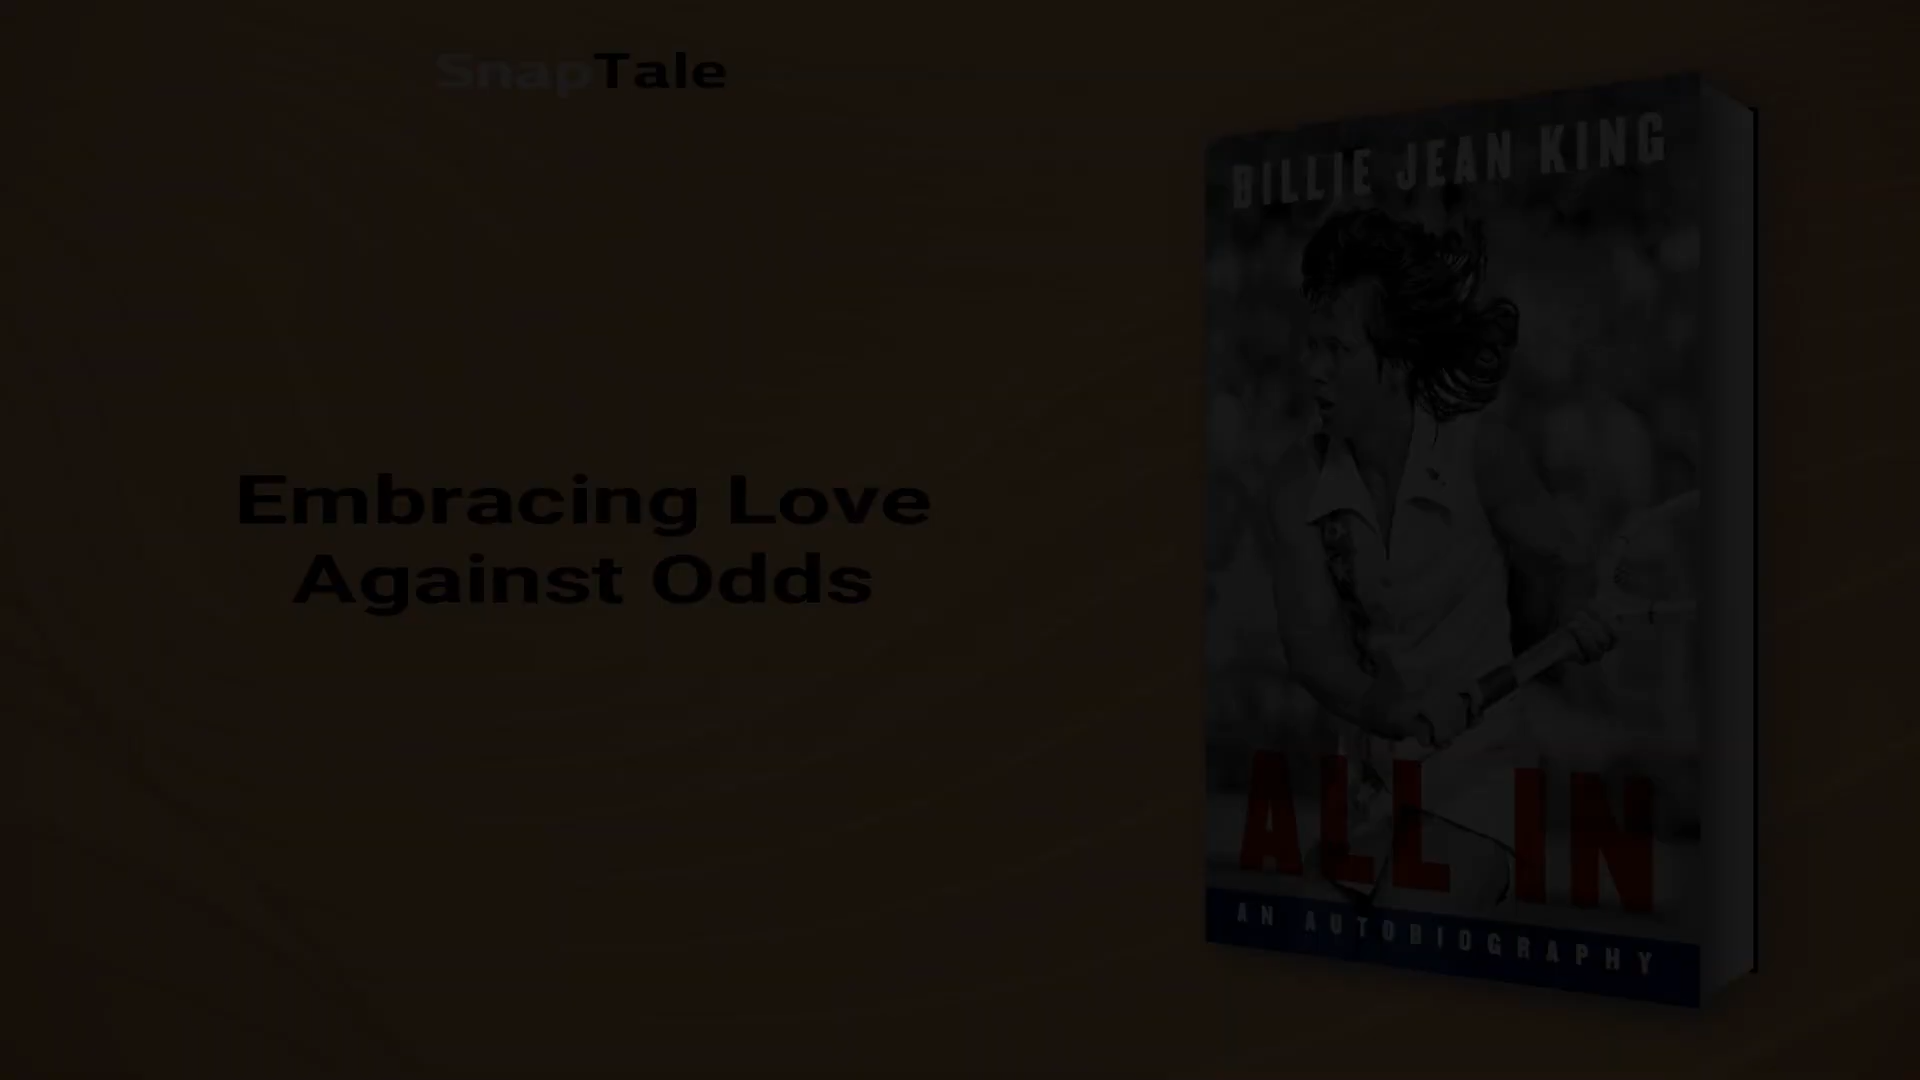 SnapTale
Embracing Love
Against Odds
BILLIE JEAN KING
ALL IN
AN AUTOBIOGRAPHY